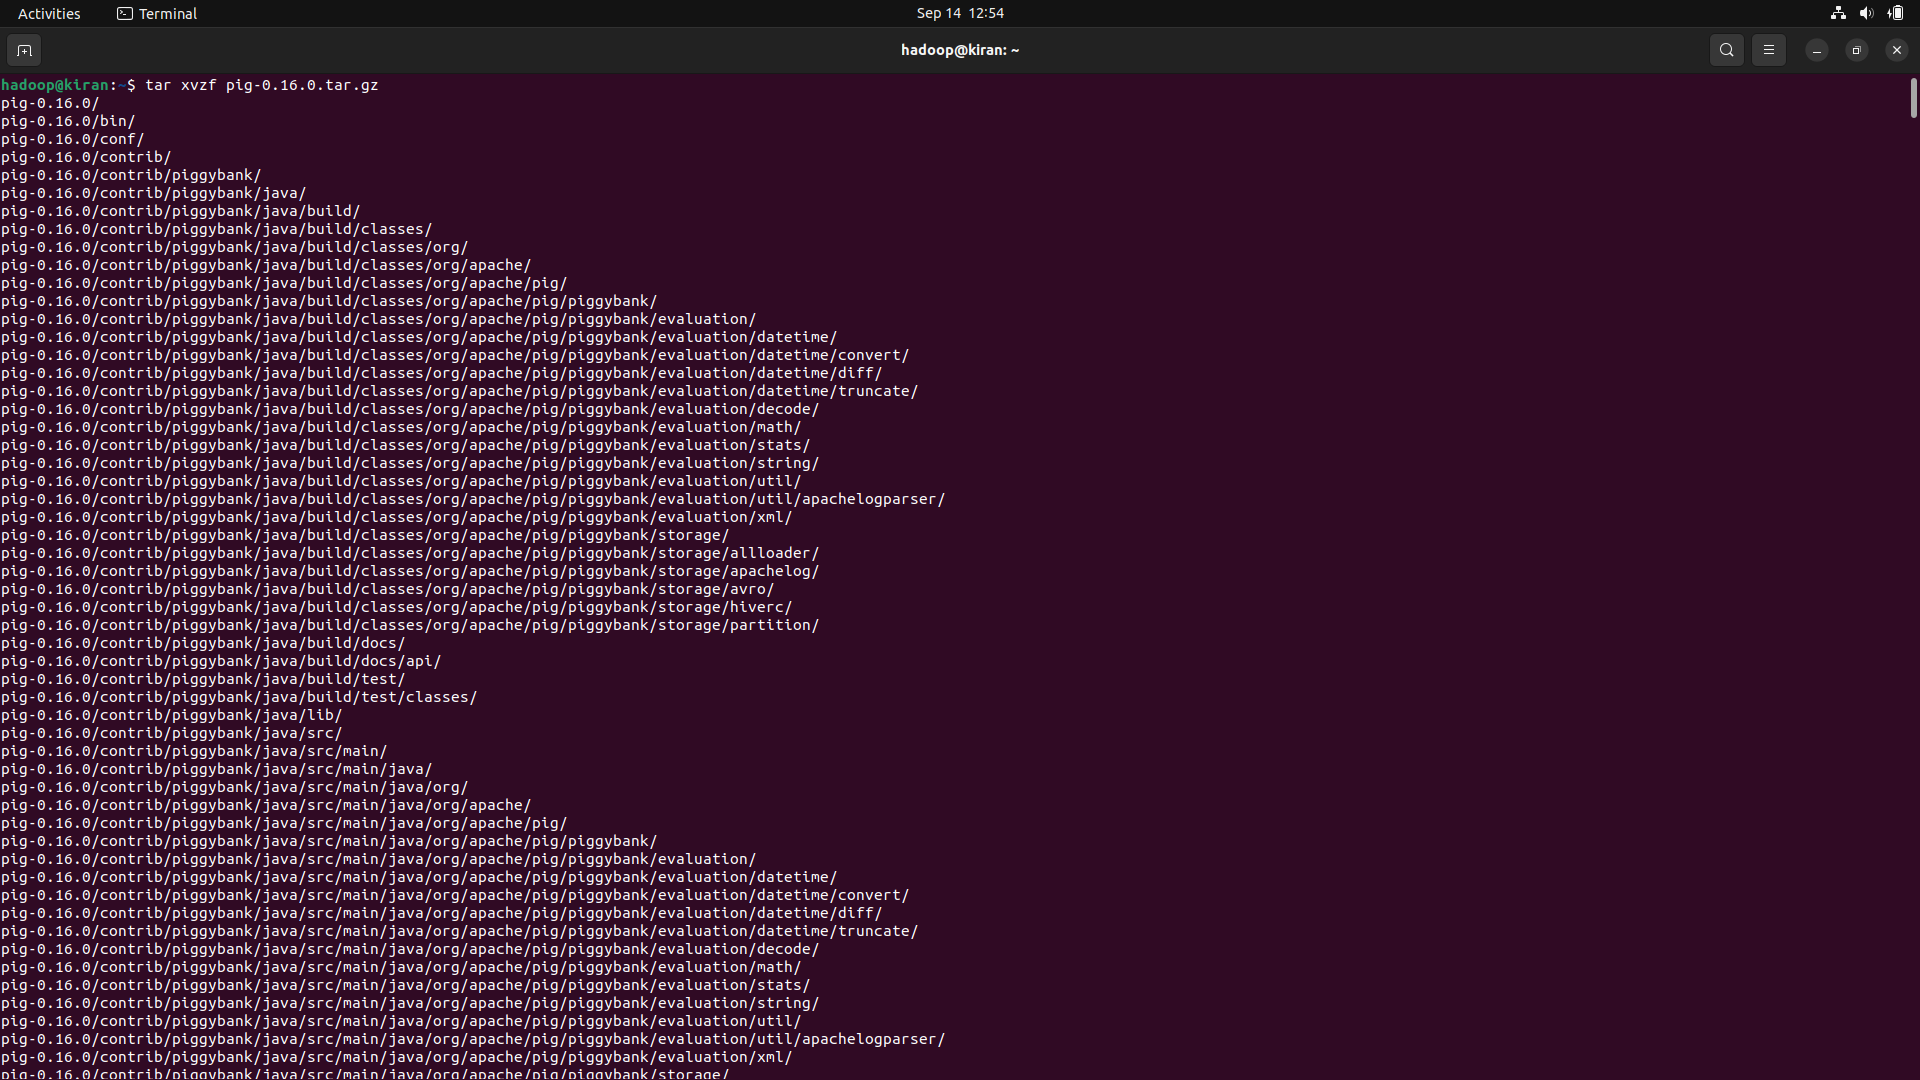 Activities Terminal Sep 14 12:54
hadoop@kiran: ~
hadoop@kiran:~$ tar xvzf pig-0.16.0.tar.gz
pig-0.16.0/
pig-0.16.0/bin/
pig-0.16.0/conf/
pig-0.16.0/contrib/
pig-0.16.0/contrib/piggybank/
pig-0.16.0/contrib/piggybank/java/
pig-0.16.0/contrib/piggybank/java/build/
pig-0.16.0/contrib/piggybank/java/build/classes/
pig-0.16.0/contrib/piggybank/java/build/classes/org/
pig-0.16.0/contrib/piggybank/java/build/classes/org/apache/
pig-0.16.0/contrib/piggybank/java/build/classes/org/apache/pig/
pig-0.16.0/contrib/piggybank/java/build/classes/org/apache/pig/piggybank/
pig-0.16.0/contrib/piggybank/java/build/classes/org/apache/pig/piggybank/evaluation/
pig-0.16.0/contrib/piggybank/java/build/classes/org/apache/pig/piggybank/evaluation/datetime/
pig-0.16.0/contrib/piggybank/java/build/classes/org/apache/pig/piggybank/evaluation/datetime/convert/
pig-0.16.0/contrib/piggybank/java/build/classes/org/apache/pig/piggybank/evaluation/datetime/diff/
pig-0.16.0/contrib/piggybank/java/build/classes/org/apache/pig/piggybank/evaluation/datetime/truncate/
pig-0.16.0/contrib/piggybank/java/build/classes/org/apache/pig/piggybank/evaluation/decode/
pig-0.16.0/contrib/piggybank/java/build/classes/org/apache/pig/piggybank/evaluation/math/
pig-0.16.0/contrib/piggybank/java/build/classes/org/apache/pig/piggybank/evaluation/stats/
pig-0.16.0/contrib/piggybank/java/build/classes/org/apache/pig/piggybank/evaluation/string/
pig-0.16.0/contrib/piggybank/java/build/classes/org/apache/pig/piggybank/evaluation/util/
pig-0.16.0/contrib/piggybank/java/build/classes/org/apache/pig/piggybank/evaluation/util/apachelogparser/
pig-0.16.0/contrib/piggybank/java/build/classes/org/apache/pig/piggybank/evaluation/xml/
pig-0.16.0/contrib/piggybank/java/build/classes/org/apache/pig/piggybank/storage/
pig-0.16.0/contrib/piggybank/java/build/classes/org/apache/pig/piggybank/storage/allloader/
pig-0.16.0/contrib/piggybank/java/build/classes/org/apache/pig/piggybank/storage/apachelog/
pig-0.16.0/contrib/piggybank/java/build/classes/org/apache/pig/piggybank/storage/avro/
pig-0.16.0/contrib/piggybank/java/build/classes/org/apache/pig/piggybank/storage/hiverc/
pig-0.16.0/contrib/piggybank/java/build/classes/org/apache/pig/piggybank/storage/partition/
pig-0.16.0/contrib/piggybank/java/build/docs/
pig-0.16.0/contrib/piggybank/java/build/docs/api/
pig-0.16.0/contrib/piggybank/java/build/test/
pig-0.16.0/contrib/piggybank/java/build/test/classes/
pig-0.16.0/contrib/piggybank/java/lib/
pig-0.16.0/contrib/piggybank/java/src/
pig-0.16.0/contrib/piggybank/java/src/main/
pig-0.16.0/contrib/piggybank/java/src/main/java/
pig-0.16.0/contrib/piggybank/java/src/main/java/org/
pig-0.16.0/contrib/piggybank/java/src/main/java/org/apache/
pig-0.16.0/contrib/piggybank/java/src/main/java/org/apache/pig/
pig-0.16.0/contrib/piggybank/java/src/main/java/org/apache/pig/piggybank/
pig-0.16.0/contrib/piggybank/java/src/main/java/org/apache/pig/piggybank/evaluation/
pig-0.16.0/contrib/piggybank/java/src/main/java/org/apache/pig/piggybank/evaluation/datetime/
pig-0.16.0/contrib/piggybank/java/src/main/java/org/apache/pig/piggybank/evaluation/datetime/convert/
pig-0.16.0/contrib/piggybank/java/src/main/java/org/apache/pig/piggybank/evaluation/datetime/diff/
pig-0.16.0/contrib/piggybank/java/src/main/java/org/apache/pig/piggybank/evaluation/datetime/truncate/
pig-0.16.0/contrib/piggybank/java/src/main/java/org/apache/pig/piggybank/evaluation/decode/
pig-0.16.0/contrib/piggybank/java/src/main/java/org/apache/pig/piggybank/evaluation/math/
pig-0.16.0/contrib/piggybank/java/src/main/java/org/apache/pig/piggybank/evaluation/stats/
pig-0.16.0/contrib/piggybank/java/src/main/java/org/apache/pig/piggybank/evaluation/string/
pig-0.16.0/contrib/piggybank/java/src/main/java/org/apache/pig/piggybank/evaluation/util/
pig-0.16.0/contrib/piggybank/java/src/main/java/org/apache/pig/piggybank/evaluation/util/apachelogparser/
pig-0.16.0/contrib/piggybank/java/src/main/java/org/apache/pig/piggybank/evaluation/xml/
pig-0.16.0/contrib/piggybank/java/src/main/java/org/apache/pig/piggybank/storage/